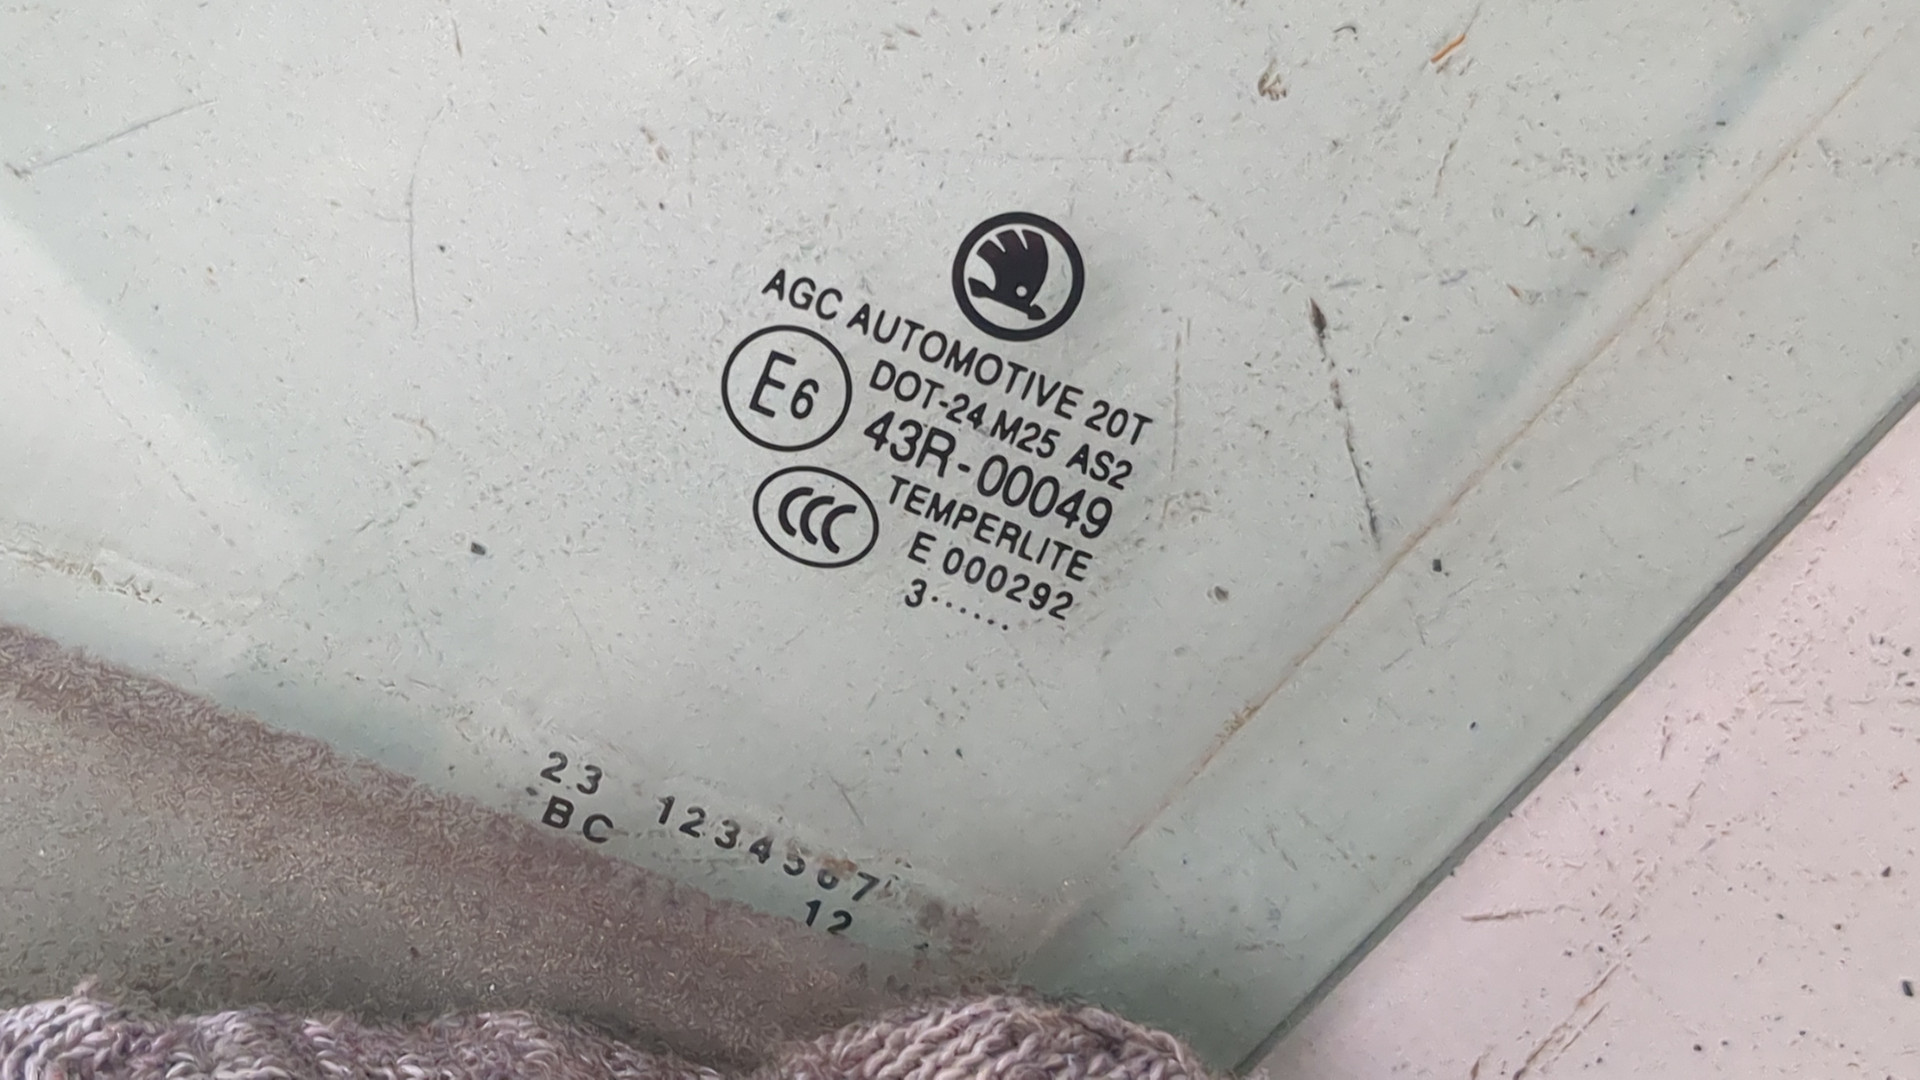 AGC AUTOMOTIVE 20T
E6
DOT-24 M25 AS2
43R-00049
CCC
TEMPERLITE
E 000292
3······
23 1234567
BC
12